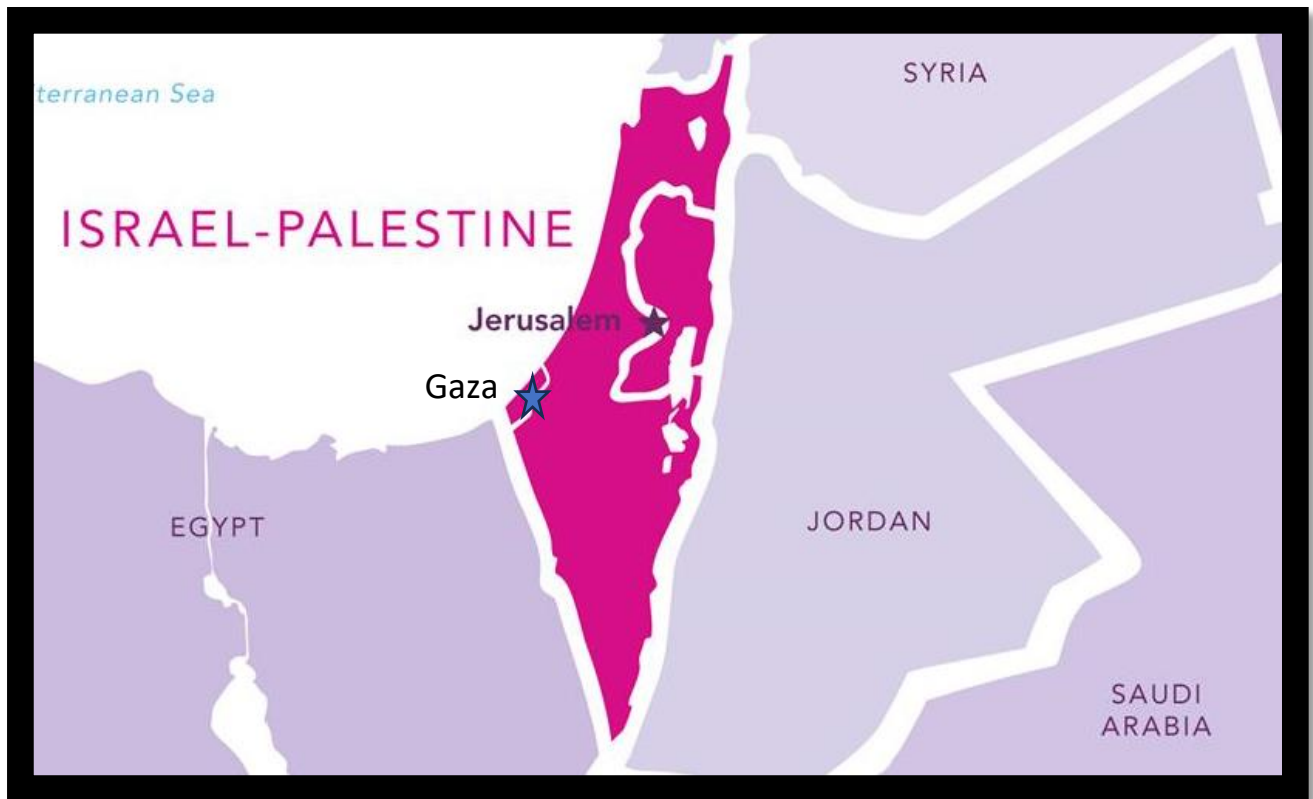 terranean Sea
SYRIA
ISRAEL-PALESTINE
Jerusalem
Gaza
EGYPT
JORDAN
SAUDI
ARABIA